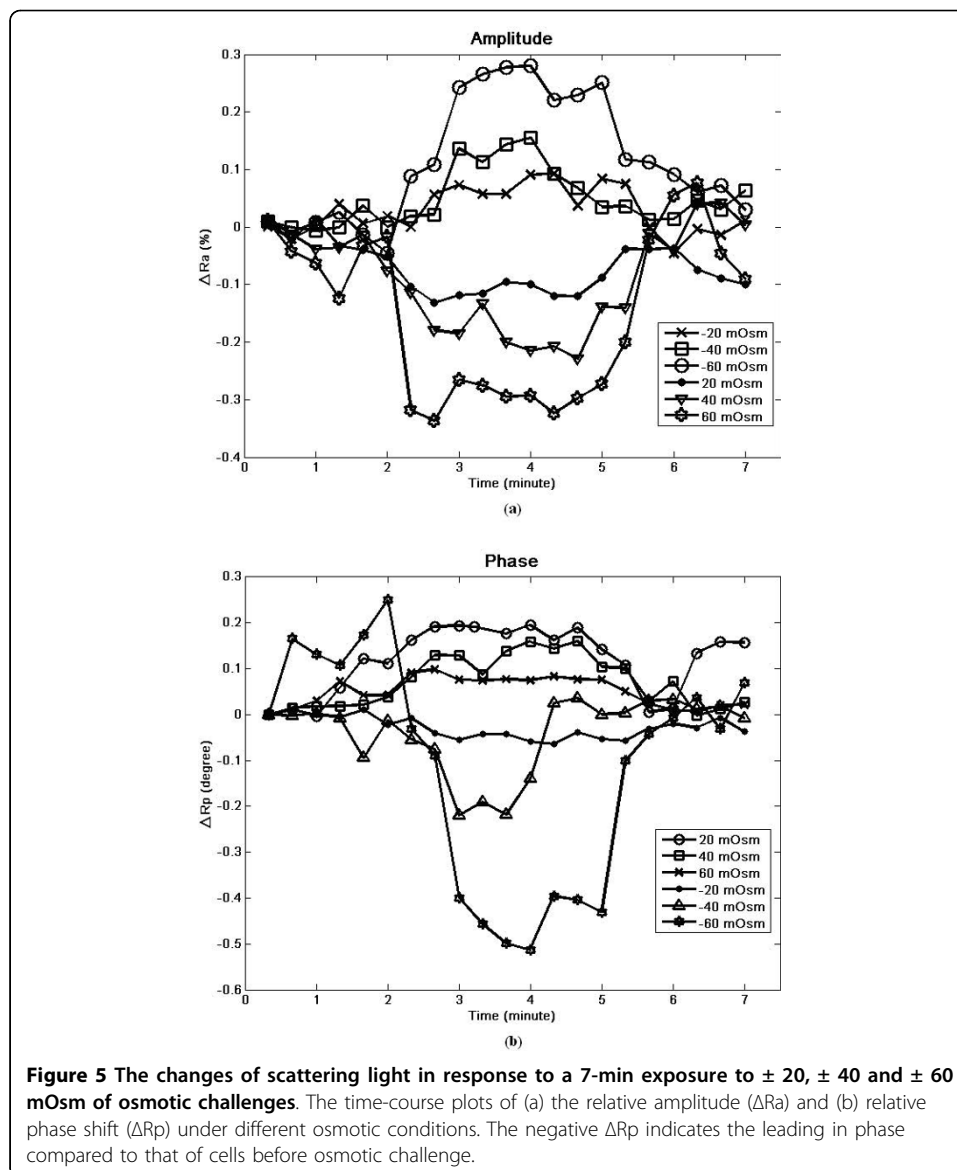 Amplitude
0.3
0.2
0.1
0
-0.1
-0.2
-0.3
-0.4
ΔRa (%)
-20 mOsm
-40 mOsm
-60 mOsm
20 mOsm
40 mOsm
60 mOsm
0 1 2 3 4 5 6 7
Time (minute)
(a)
Phase
0.3
0.2
0.1
0
-0.1
-0.2
-0.3
-0.4
-0.5
-0.6
ΔRp (degree)
20 mOsm
40 mOsm
60 mOsm
-20 mOsm
-40 mOsm
-60 mOsm
0 1 2 3 4 5 6 7
Time (minute)
(b)
Figure 5 The changes of scattering light in response to a 7-min exposure to ± 20, ± 40 and ± 60
mOsm of osmotic challenges. The time-course plots of (a) the relative amplitude (ΔRa) and (b) relative
phase shift (ΔRp) under different osmotic conditions. The negative ΔRp indicates the leading in phase
compared to that of cells before osmotic challenge.